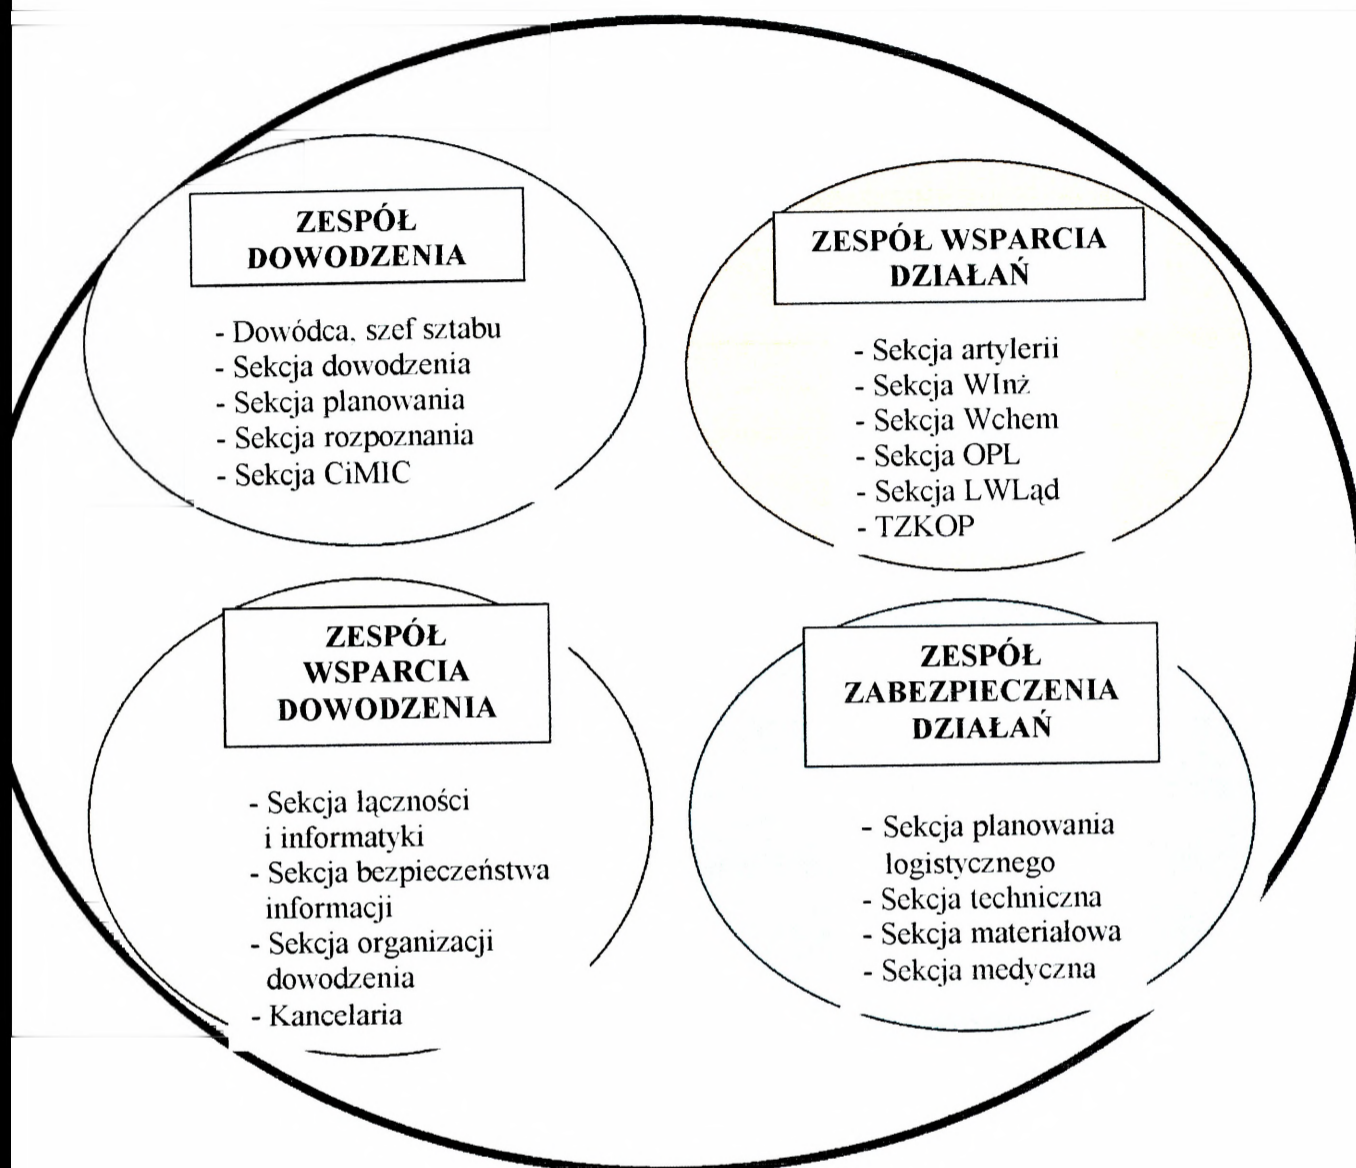 ZESPÓŁ
DOWODZENIA
- Dowódca, szef sztabu
- Sekcja dowodzenia
- Sekcja planowania
- Sekcja rozpoznania
- Sekcja CiMIC
ZESPÓŁ WSPARCIA
DZIAŁAŃ
- Sekcja artylerii
- Sekcja WInż
- Sekcja Wchem
- Sekcja OPL
- Sekcja LWLąd
- TZKOP
ZESPÓŁ
WSPARCIA
DOWODZENIA
- Sekcja łączności
i informatyki
- Sekcja bezpieczeństwa
informacji
- Sekcja organizacji
dowodzenia
- Kancelaria
ZESPÓŁ
ZABEZPIECZENIA
DZIAŁAŃ
- Sekcja planowania
logistycznego
- Sekcja techniczna
- Sekcja materiałowa
- Sekcja medyczna